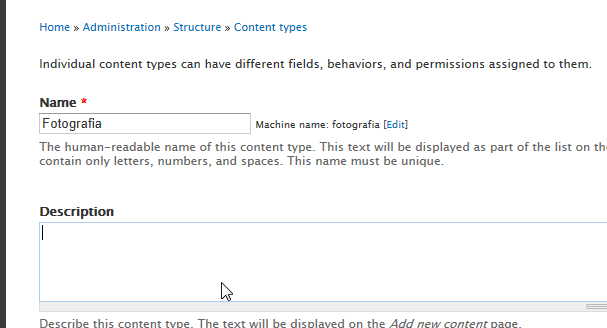 Home » Administration » Structure » Content types
Individual content types can have different fields, behaviors, and permissions assigned to them.
Name *
Fotografia Machine name: fotografia [Edit]
The human-readable name of this content type. This text will be displayed as part of the list on the
contain only letters, numbers, and spaces. This name must be unique.
Description
Describe this content type. The text will be displayed on the Add new content page.